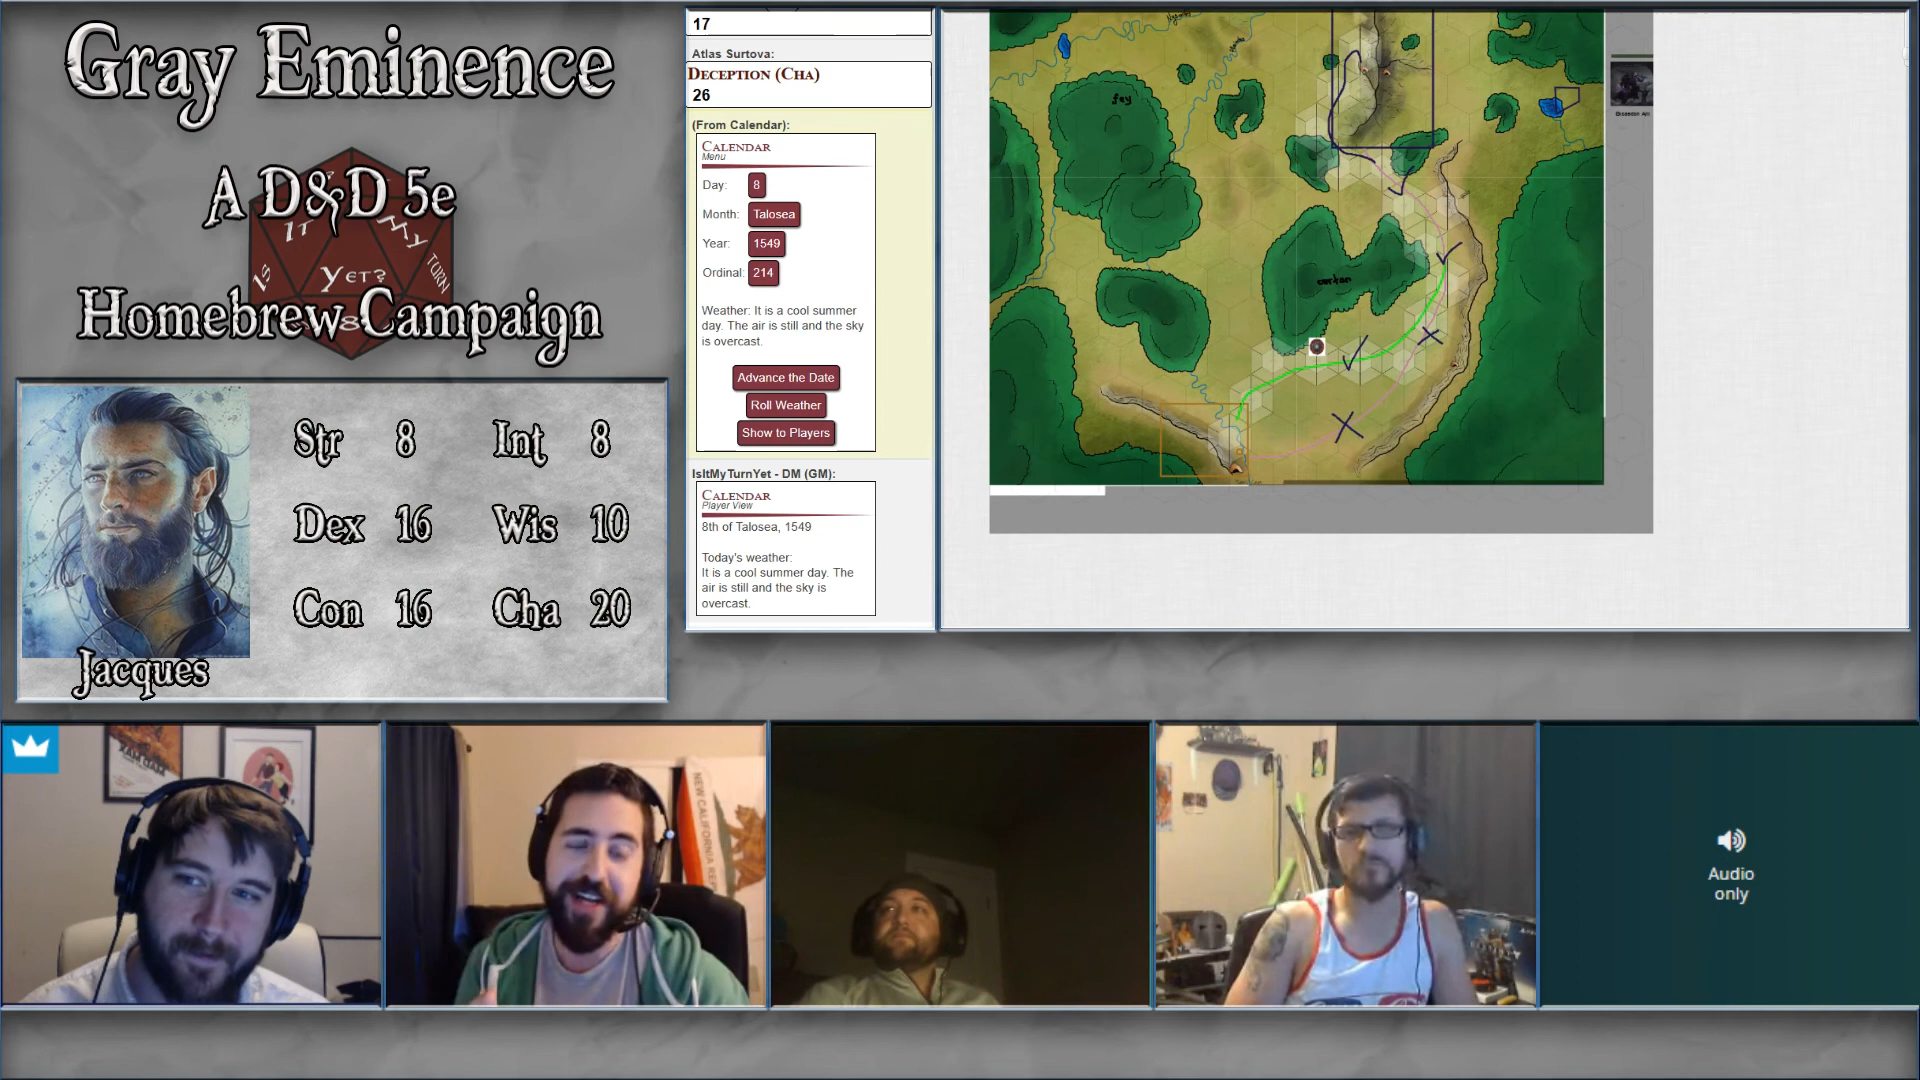 Gray Eminence
A D&D 5e
Homebrew Campaign
Is
It
My
Turn
Yet?
Str 8 Int 8
Dex 16 Wis 10
Con 16 Cha 20
Jacques
17
Atlas Surtova:
Deception (Cha)
26
(From Calendar):
Calendar
Menu
Day: 8
Month: Talosea
Year: 1549
Ordinal: 214
Weather: It is a cool summer
day. The air is still and the sky
is overcast.
Advance the Date
Roll Weather
Show to Players
IsItMyTurnYet - DM (GM):
Calendar
Player View
8th of Talosea, 1549
Today's weather:
It is a cool summer day. The
air is still and the sky is
overcast.
fey
NEW CALIFORNIA RE
Audio
only